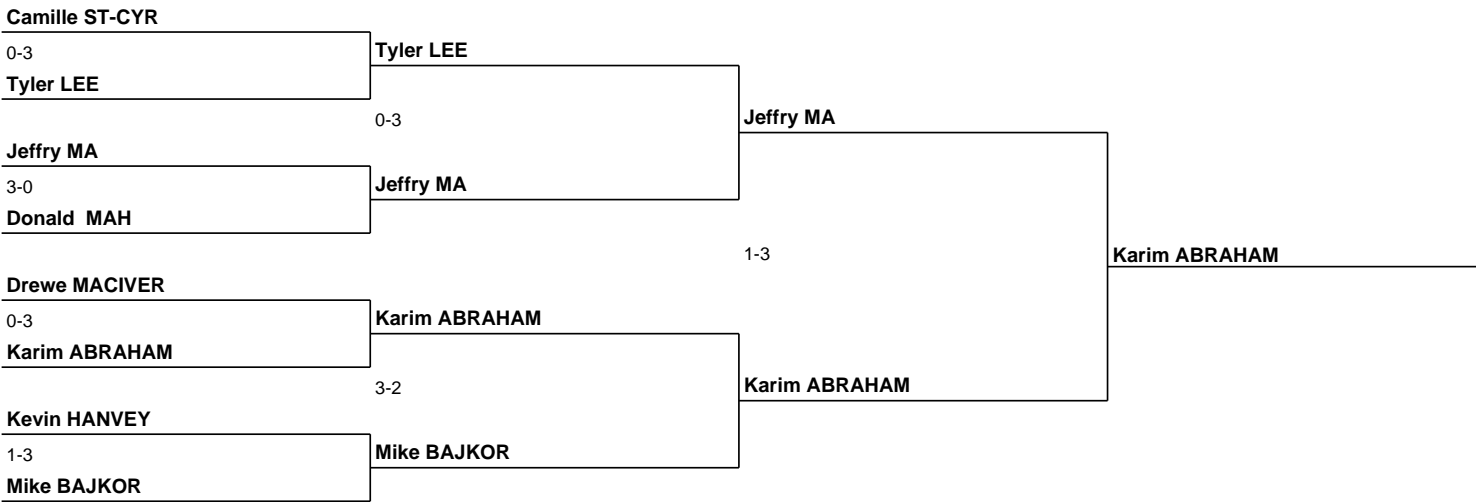 Camille ST-CYR
0-3
Tyler LEE
Tyler LEE
0-3
Jeffry MA
Jeffry MA
3-0
Jeffry MA
Donald  MAH
1-3
Karim ABRAHAM
Drewe MACIVER
0-3
Karim ABRAHAM
Karim ABRAHAM
3-2
Karim ABRAHAM
Kevin HANVEY
1-3
Mike BAJKOR
Mike BAJKOR